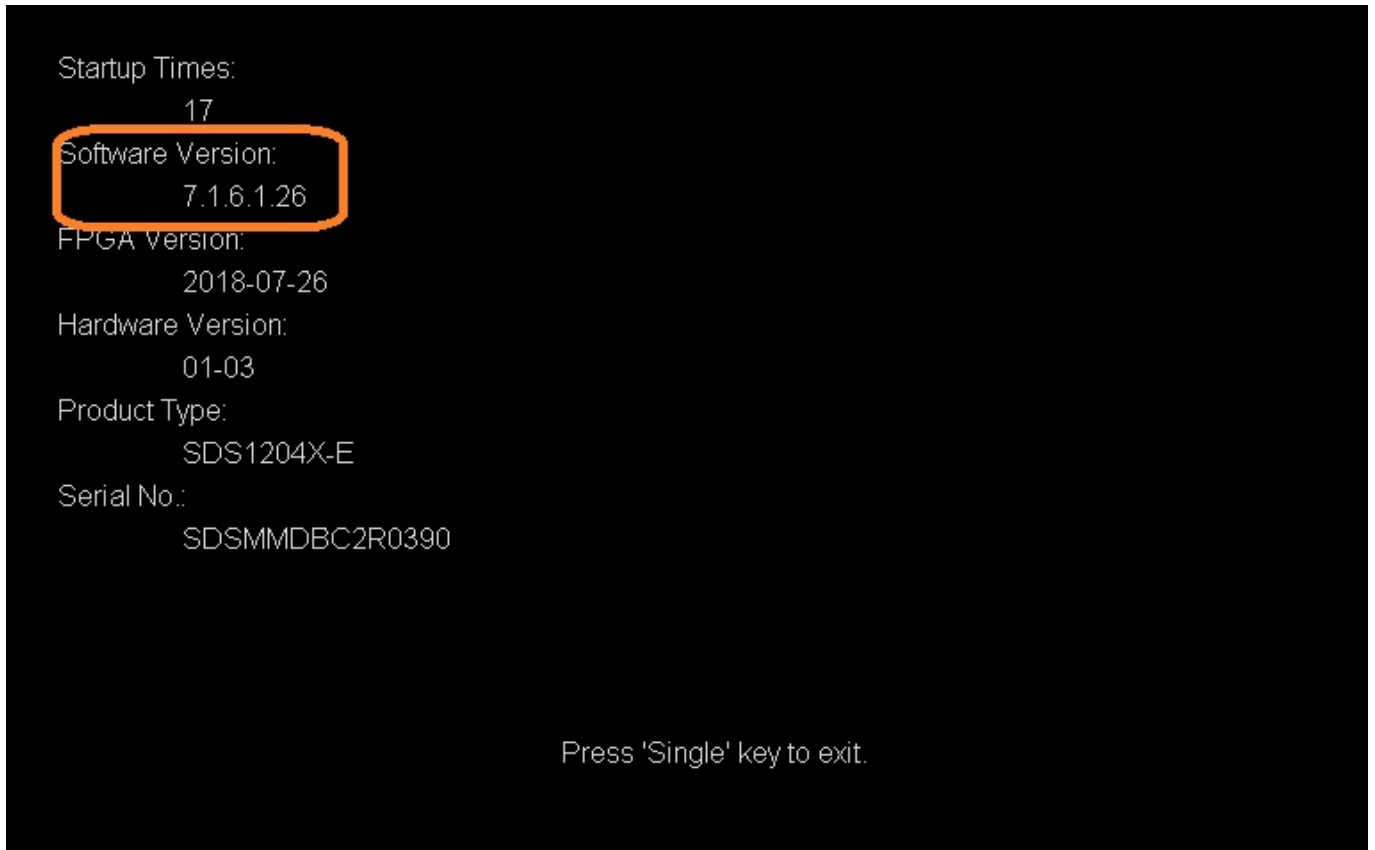 Startup Times:
17
Software Version:
7.1.6.1.26
FPGA Version:
2018-07-26
Hardware Version:
01-03
Product Type:
SDS1204X-E
Serial No.:
SDSMMDBC2R0390
Press 'Single' key to exit.